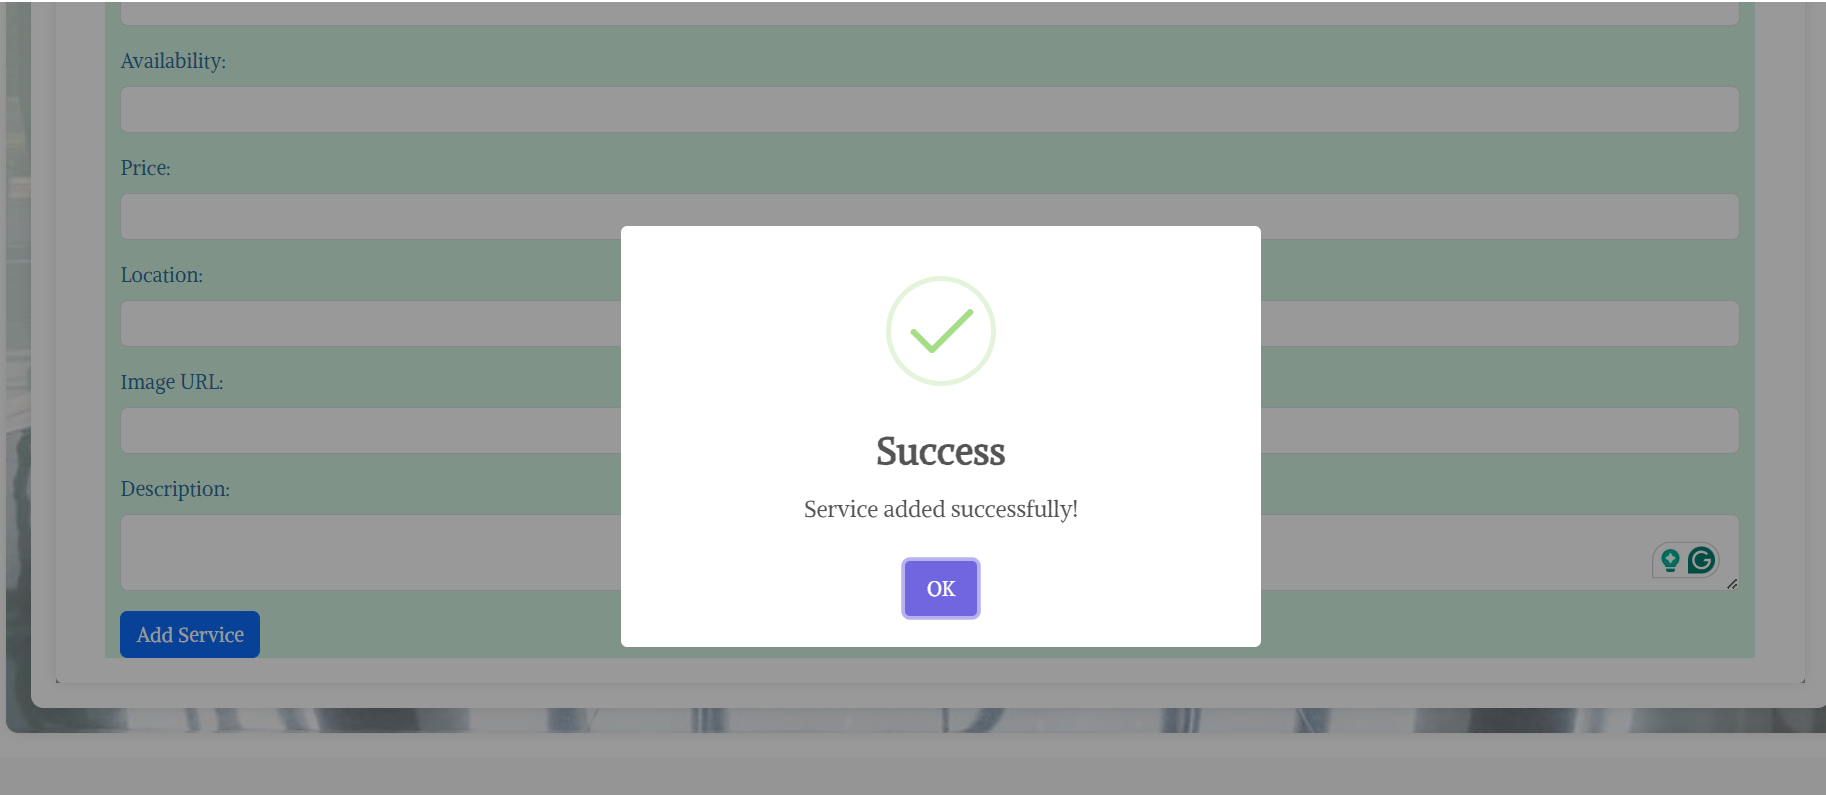 Availability:
Price:
Location:
Image URL:
Description:
Success
Service added successfully!
OK
Add Service